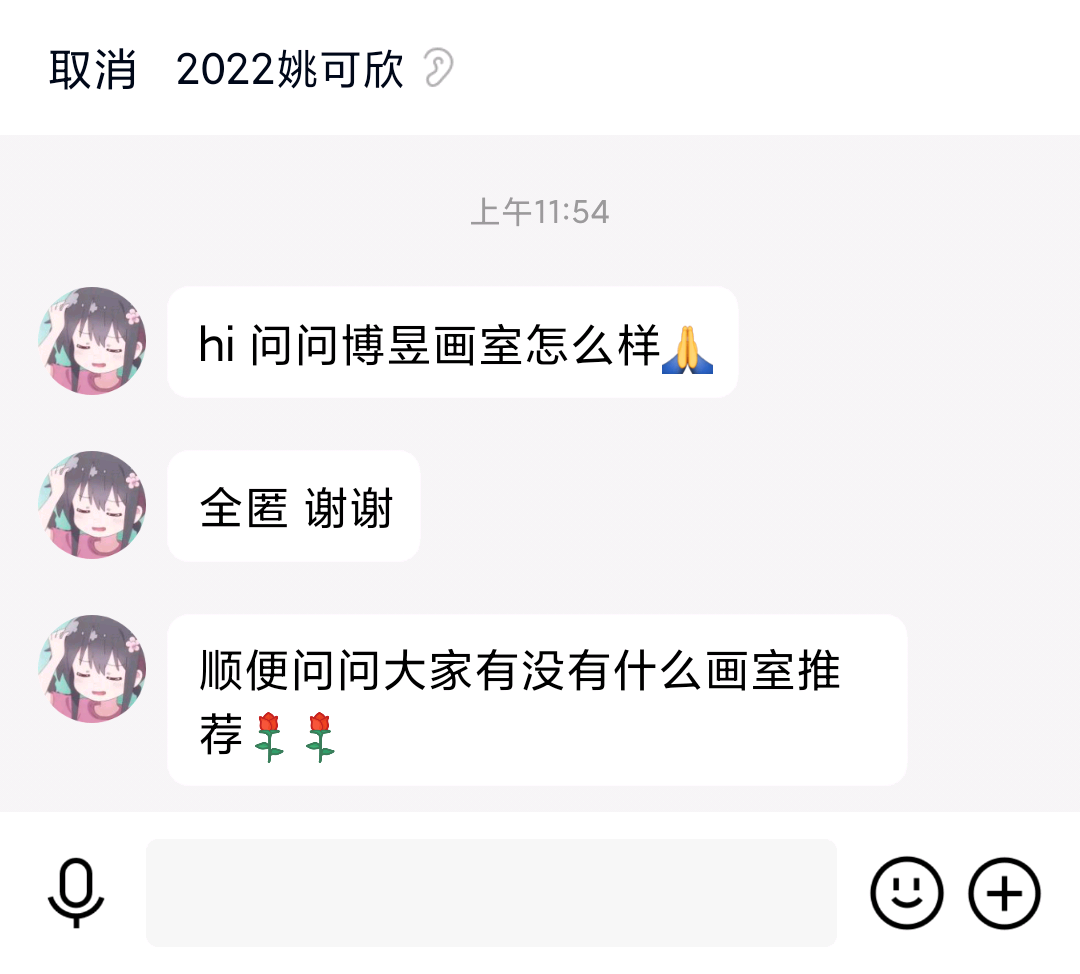 取消 2022姚可欣
上午11:54
hi 问问博昱画室怎么样🙏
全匿 谢谢
顺便问问大家有没有什么画室推
荐🌹🌹